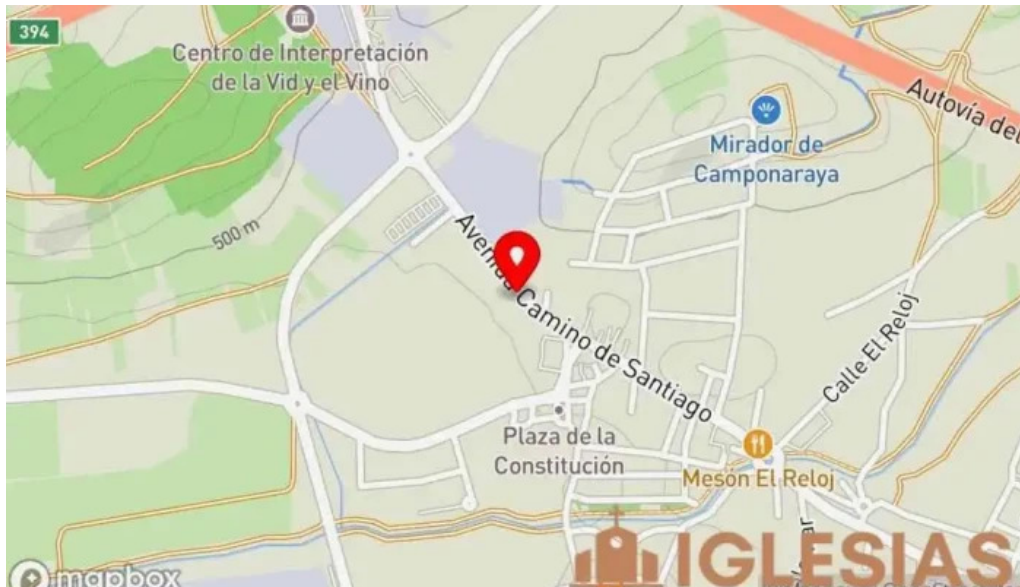 394
Centro de Interpretación
de la Vid y el Vino
Autovía del
Mirador de
Camponaraya
500 m
Avenida Camino de Santiago
Calle El Reloj
Plaza de la
Constitución
Mesón El Reloj
IGLESIAS
mapbox